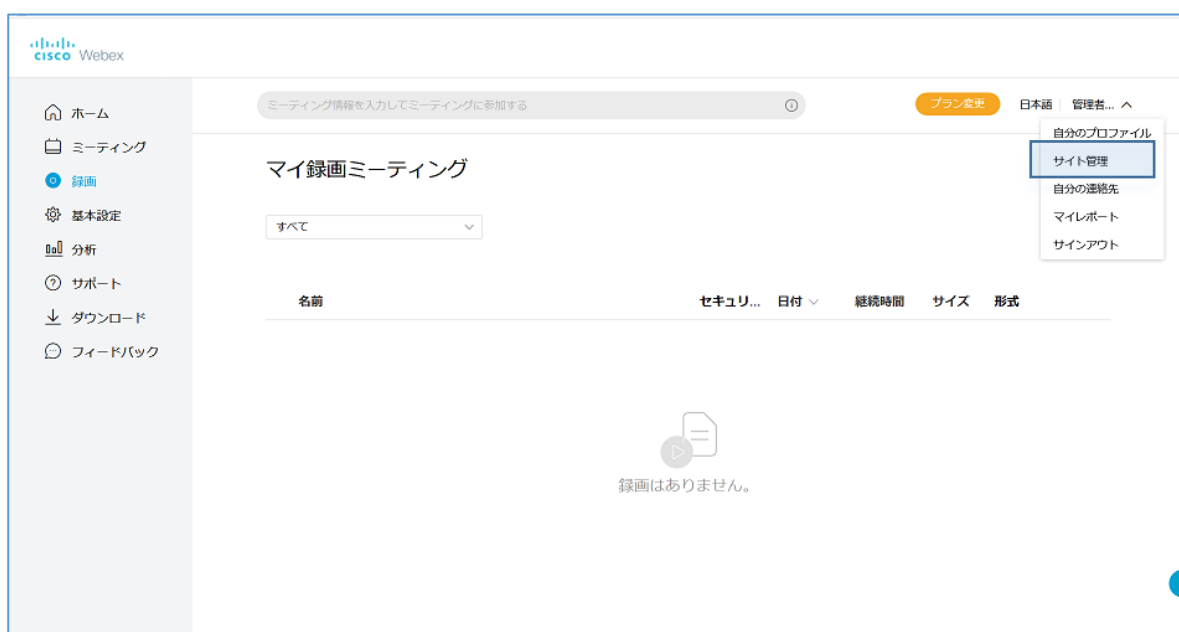 cisco Webex
ミーティング情報を入力してミーティングに参加する
プラン変更
日本語
管理者...
自分のプロファイル
サイト管理
自分の連絡先
マイレポート
サインアウト
ホーム
ミーティング
録画
基本設定
分析
サポート
ダウンロード
フィードバック
マイ録画ミーティング
すべて
名前 セキュリ... 日付 継続時間 サイズ 形式
録画はありません。